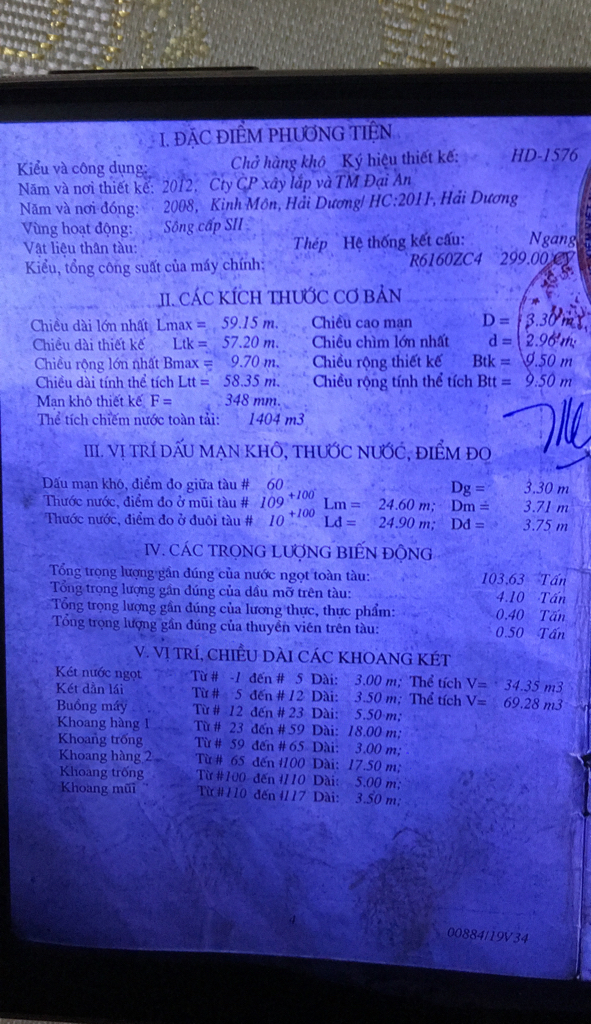 I. ĐẶC ĐIỂM PHƯƠNG TIỆN
Kiểu và công dụng: Chở hàng khô Ký hiệu thiết kế: HD-1576
Năm và nơi thiết kế: 2012, Cty CP xây lắp và TM Đại An
Năm và nơi đóng: 2008, Kinh Môn, Hải Dương/ HC:2011, Hải Dương
Vùng hoạt động: Sông cấp SII
Vật liệu thân tàu: Thép Hệ thống kết cấu: Ngang
Kiểu, tổng công suất của máy chính: R6160ZC4 299.00 CV
II. CÁC KÍCH THƯỚC CƠ BẢN
Chiều dài lớn nhất Lmax = 59.15 m. Chiều cao mạn D = 3.30 m
Chiều dài thiết kế Ltk = 57.20 m. Chiều chìm lớn nhất d = 2.96 m
Chiều rộng lớn nhất Bmax = 9.70 m. Chiều rộng thiết kế Btk = 9.50 m
Chiều dài tính thể tích Ltt = 58.35 m. Chiều rộng tính thể tích Btt = 9.50 m
Mạn khô thiết kế F = 348 mm.
Thể tích chiếm nước toàn tải: 1404 m3
III. VỊ TRÍ DẤU MẠN KHÔ, THƯỚC NƯỚC, ĐIỂM ĐO
Dấu mạn khô, điểm đo giữa tàu # 60 Dg = 3.30 m
Thước nước, điểm đo ở mũi tàu # 109 +100 Lm = 24.60 m; Dm = 3.71 m
Thước nước, điểm đo ở đuôi tàu # 10 +100 Lđ = 24.90 m; Dđ = 3.75 m
IV. CÁC TRỌNG LƯỢNG BIẾN ĐỘNG
Tổng trọng lượng gần đúng của nước ngọt toàn tàu: 103.63 Tấn
Tổng trọng lượng gần đúng của dầu mỡ trên tàu: 4.10 Tấn
Tổng trọng lượng gần đúng của lương thực, thực phẩm: 0.40 Tấn
Tổng trọng lượng gần đúng của thuyền viên trên tàu: 0.50 Tấn
V. VỊ TRÍ, CHIỀU DÀI CÁC KHOANG KÉT
Két nước ngọt Từ # -1 đến # 5 Dài: 3.00 m; Thể tích V= 34.35 m3
Két dằn lái Từ # 5 đến # 12 Dài: 3.50 m; Thể tích V= 69.28 m3
Buồng máy Từ # 12 đến # 23 Dài: 5.50 m;
Khoang hàng 1 Từ # 23 đến # 59 Dài: 18.00 m;
Khoang trống Từ # 59 đến # 65 Dài: 3.00 m;
Khoang hàng 2 Từ # 65 đến #100 Dài: 17.50 m;
Khoang trống Từ #100 đến #110 Dài: 5.00 m;
Khoang mũi Từ #110 đến #117 Dài: 3.50 m;
4
00884/19V34